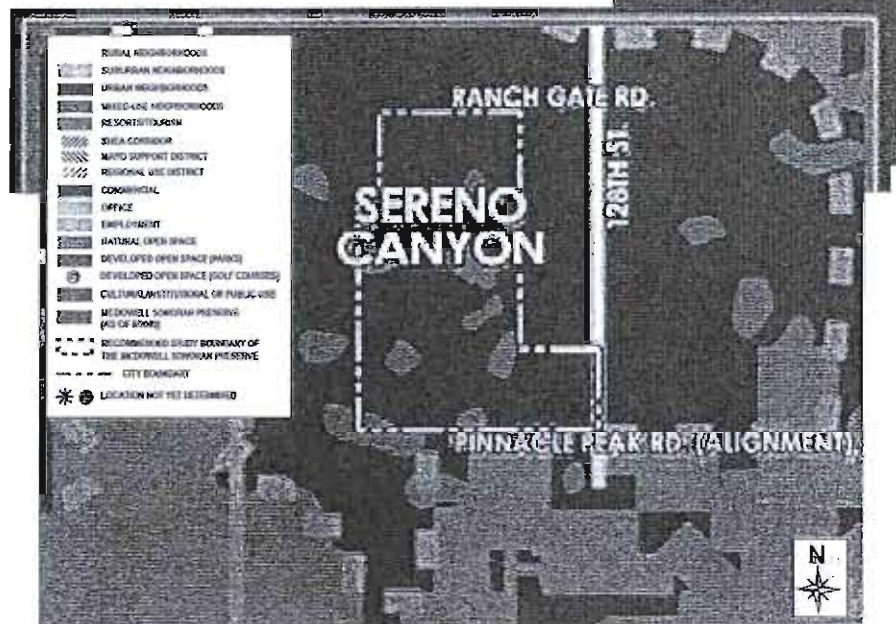 RURAL NEIGHBORHOODS
SUBURBAN NEIGHBORHOODS
URBAN NEIGHBORHOODS
MIXED-USE NEIGHBORHOODS
RESORTS/TOURISM
SHEA CORRIDOR
MAYO SUPPORT DISTRICT
REGIONAL USE DISTRICT
COMMERCIAL
OFFICE
EMPLOYMENT
NATURAL OPEN SPACE
DEVELOPED OPEN SPACE (PARKS)
DEVELOPED OPEN SPACE (GOLF COURSES)
CULTURAL/INSTITUTIONAL OR PUBLIC USE
MCDOWELL SONORAN PRESERVE
(AS OF
RECOMMENDED STUDY BOUNDARY OF
THE MCDOWELL SONORAN PRESERVE
CITY BOUNDARY
LOCATION NOT YET DETERMINED
RANCH GATE RD.
128TH ST.
SERENO
CANYON
PINNACLE PEAK RD. (ALIGNMENT)
N